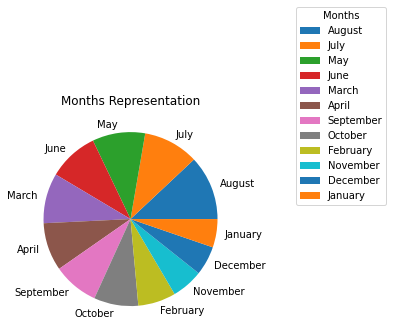 Months
August
July
May
June
March
April
September
October
February
November
December
January
Months Representation
May
July
June
August
March
January
April
December
September
November
October
February